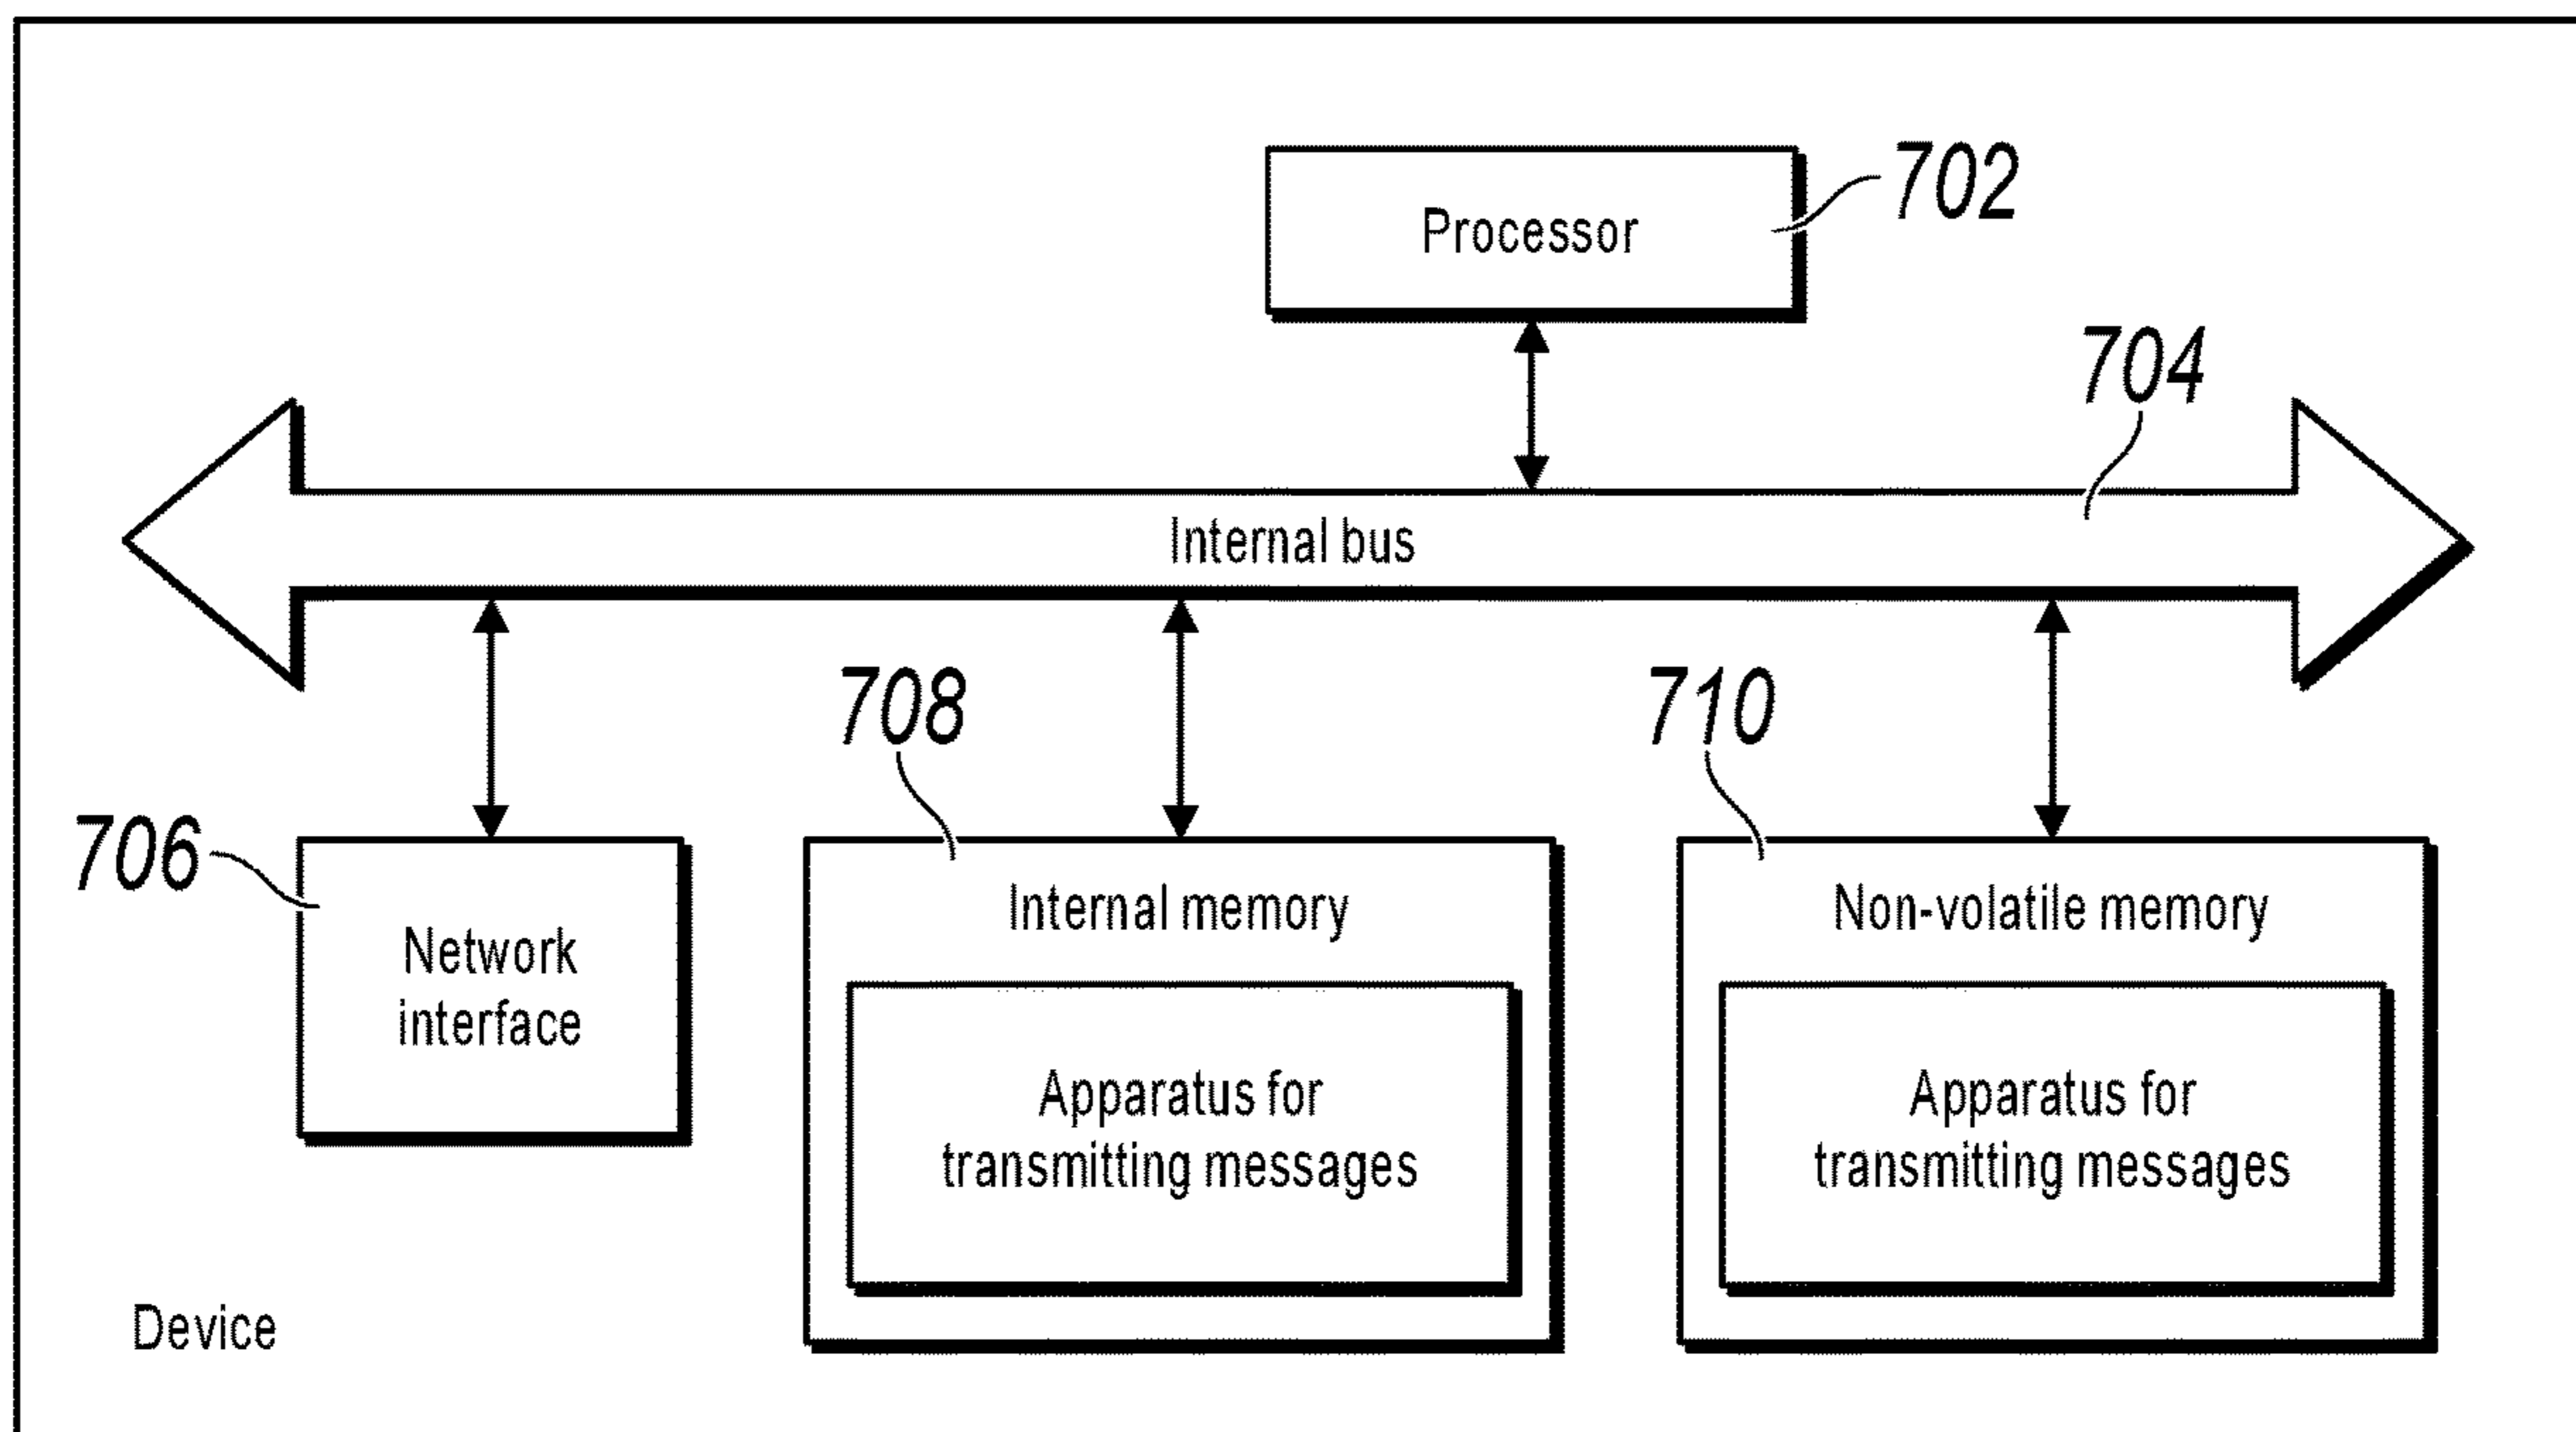 Processor
702
704
Internal bus
708
710
706
Network
interface
Internal memory
Apparatus for
transmitting messages
Non-volatile memory
Apparatus for
transmitting messages
Device